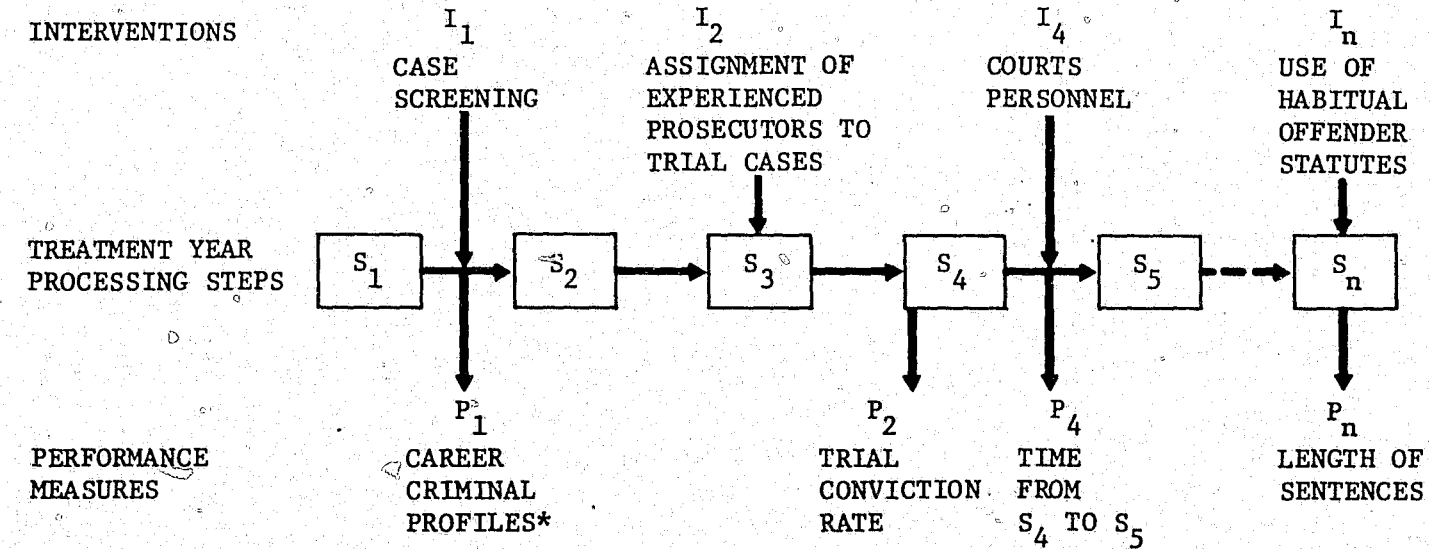 INTERVENTIONS
I1
CASE
SCREENING
I2
ASSIGNMENT OF
EXPERIENCED
PROSECUTORS TO
TRIAL CASES
I4
COURTS
PERSONNEL
In
USE OF
HABITUAL
OFFENDER
STATUTES
TREATMENT YEAR
PROCESSING STEPS
S1
S2
S3
S4
S5
Sn
PERFORMANCE
MEASURES
P1
CAREER
CRIMINAL
PROFILES*
P2
TRIAL
CONVICTION
RATE
P4
TIME
FROM
S4 TO S5
Pn
LENGTH OF
SENTENCES